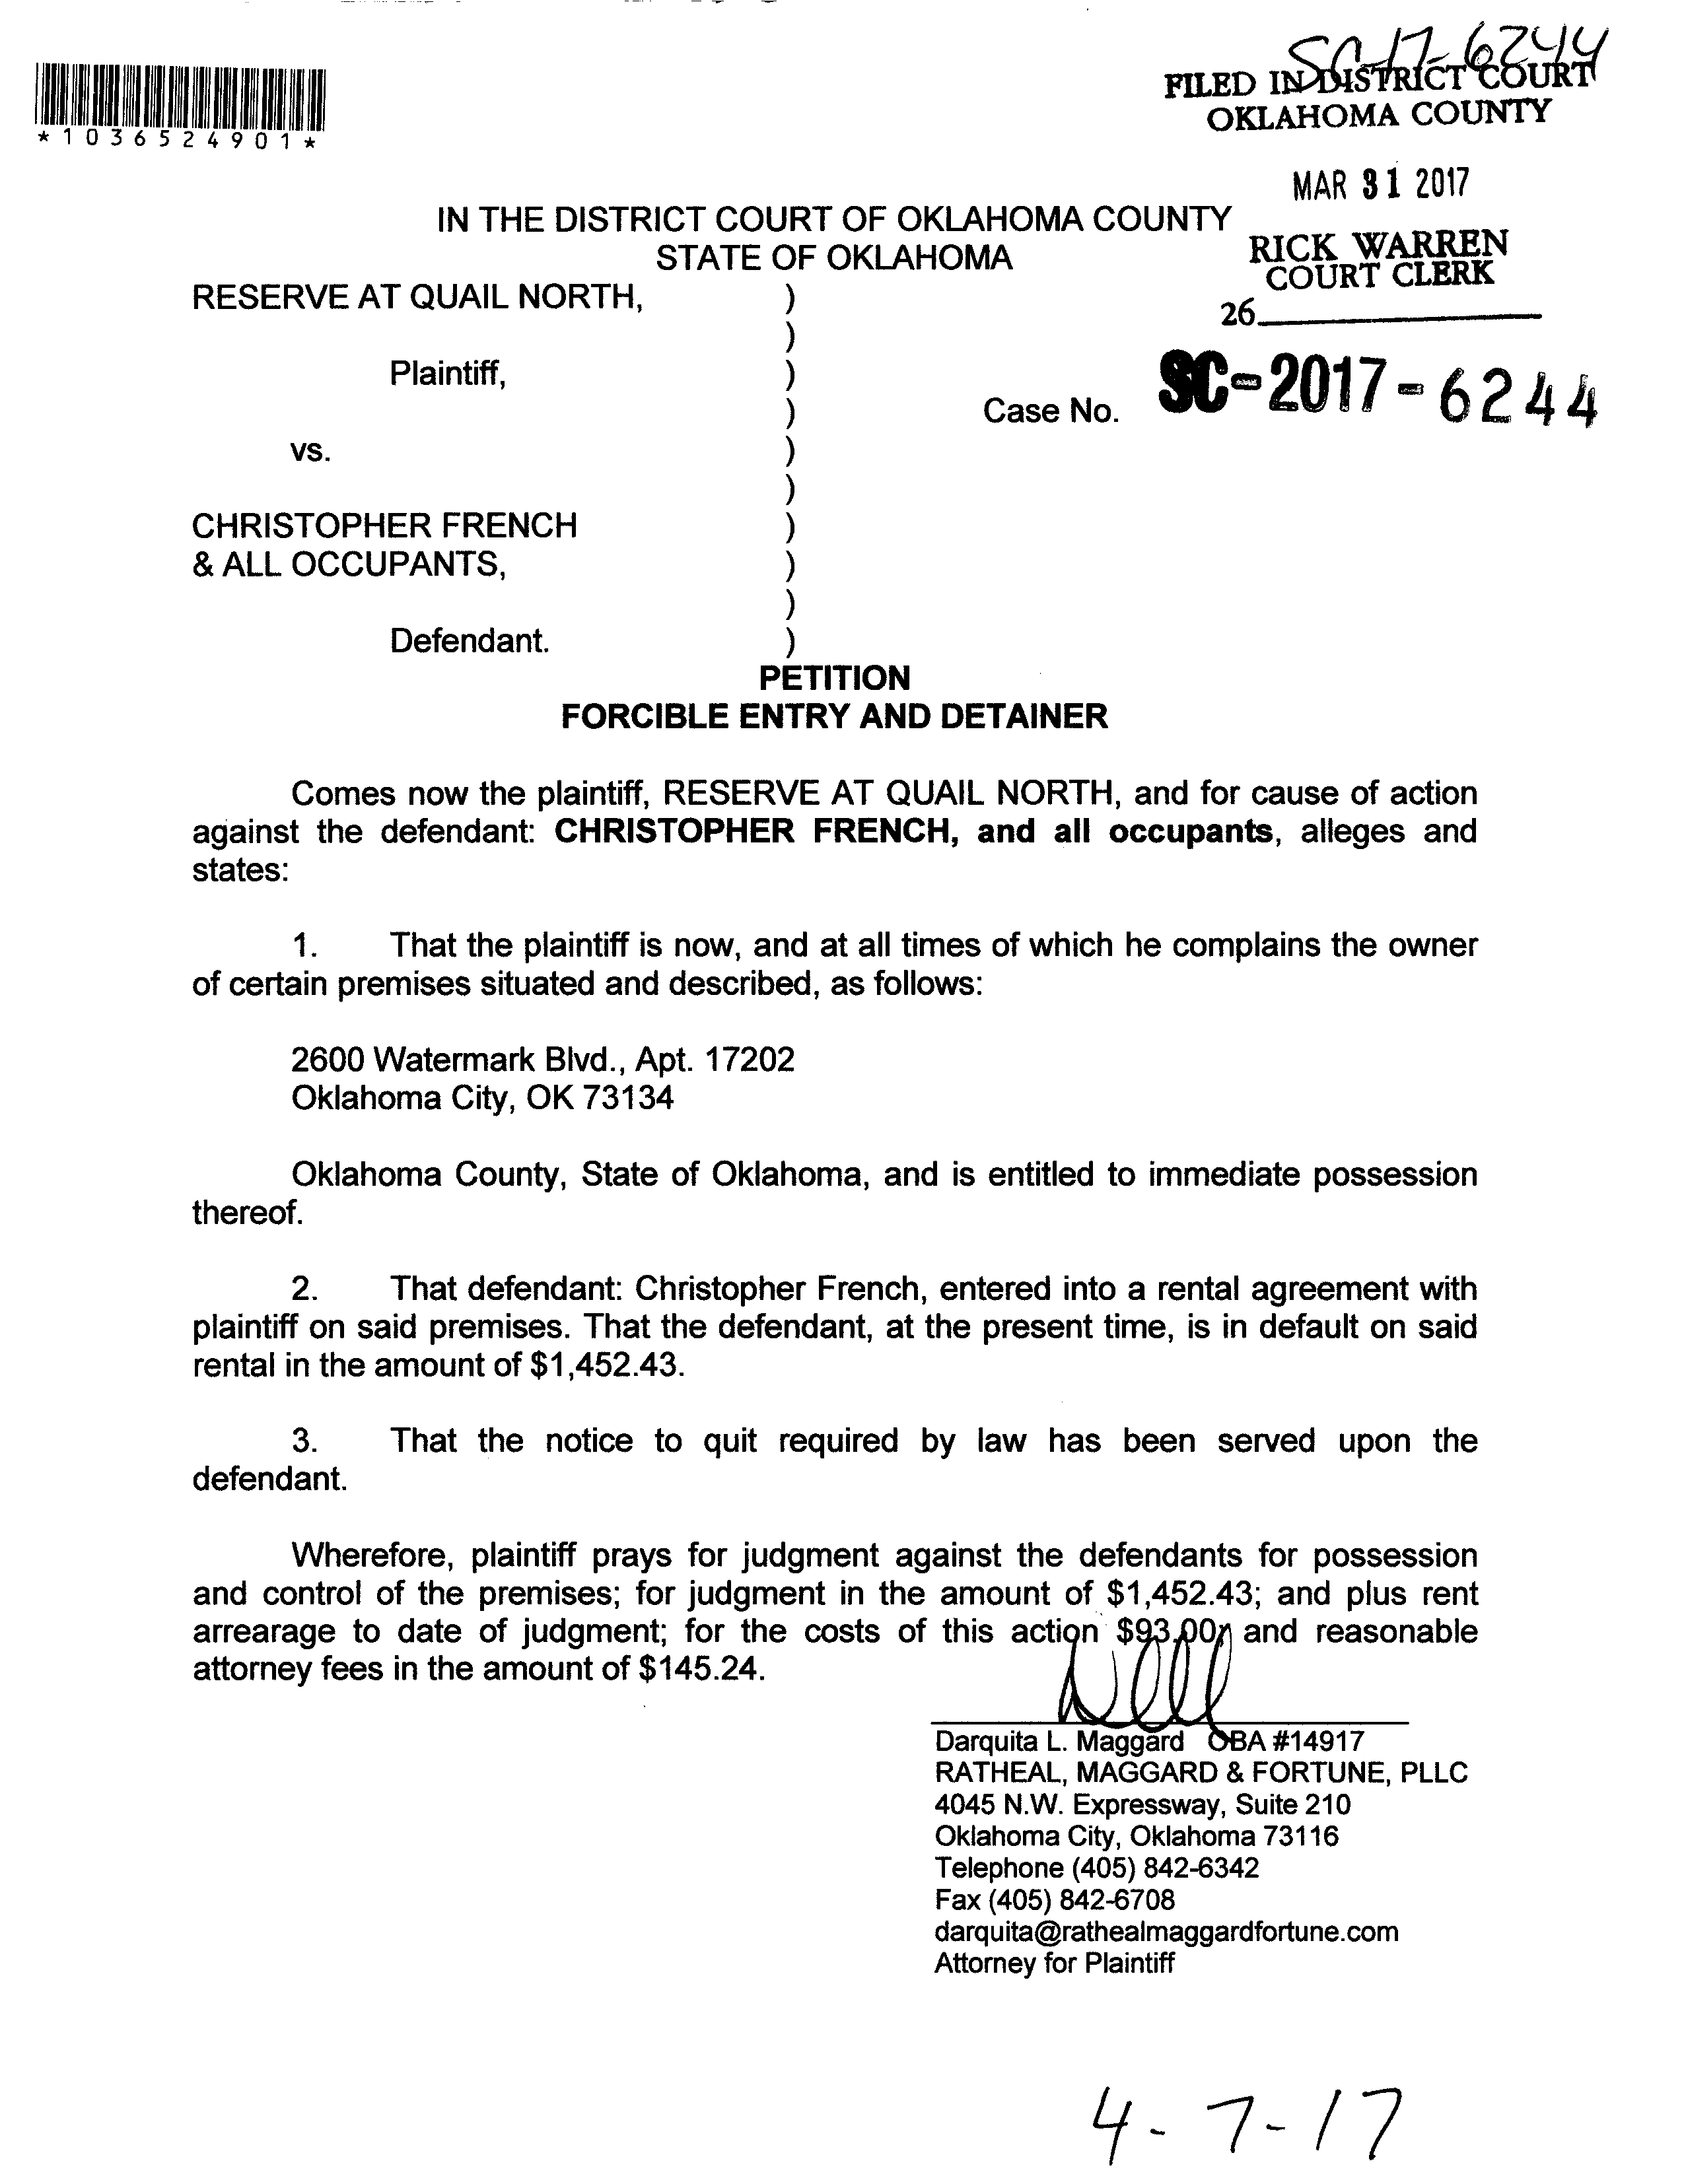 SC-17-6244
FILED IN DISTRICT COURT
OKLAHOMA COUNTY
*1036524901*
MAR 31 2017
IN THE DISTRICT COURT OF OKLAHOMA COUNTY
STATE OF OKLAHOMA
RICK WARREN
COURT CLERK
26
RESERVE AT QUAIL NORTH, )
)
Plaintiff, )
) Case No. SC-2017-6244
vs. )
)
CHRISTOPHER FRENCH )
& ALL OCCUPANTS, )
)
Defendant. )
PETITION
FORCIBLE ENTRY AND DETAINER
Comes now the plaintiff, RESERVE AT QUAIL NORTH, and for cause of action
against the defendant: CHRISTOPHER FRENCH, and all occupants, alleges and
states:
1. That the plaintiff is now, and at all times of which he complains the owner
of certain premises situated and described, as follows:
2600 Watermark Blvd., Apt. 17202
Oklahoma City, OK 73134
Oklahoma County, State of Oklahoma, and is entitled to immediate possession
thereof.
2. That defendant: Christopher French, entered into a rental agreement with
plaintiff on said premises. That the defendant, at the present time, is in default on said
rental in the amount of $1,452.43.
3. That the notice to quit required by law has been served upon the
defendant.
Wherefore, plaintiff prays for judgment against the defendants for possession
and control of the premises; for judgment in the amount of $1,452.43; and plus rent
arrearage to date of judgment; for the costs of this action $93.00; and reasonable
attorney fees in the amount of $145.24.
Darquita L. Maggard OBA #14917
RATHEAL, MAGGARD & FORTUNE, PLLC
4045 N.W. Expressway, Suite 210
Oklahoma City, Oklahoma 73116
Telephone (405) 842-6342
Fax (405) 842-6708
darquita@rathealmaggardfortune.com
Attorney for Plaintiff
4-7-17